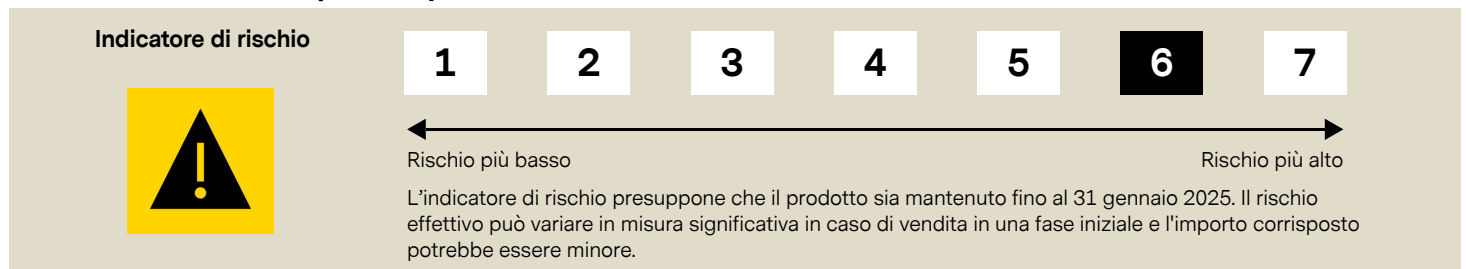 Indicatore di rischio
1 2 3 4 5 6 7
!
Rischio più basso
Rischio più alto
L'indicatore di rischio presuppone che il prodotto sia mantenuto fino al 31 gennaio 2025. Il rischio
effettivo può variare in misura significativa in caso di vendita in una fase iniziale e l'importo corrisposto
potrebbe essere minore.